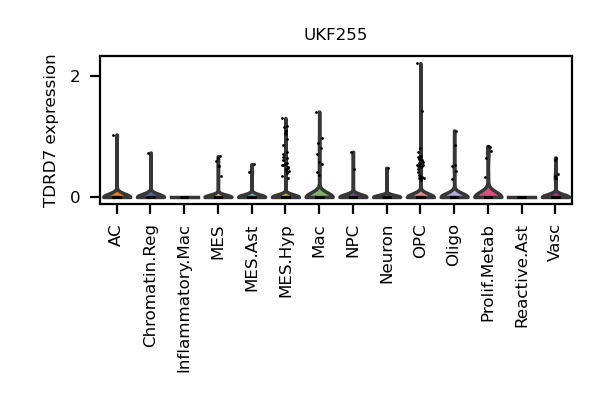 UKF255
TDRD7 expression
2
0
AC
Chromatin.Reg
Inflammatory.Mac
MES
MES.Ast
MES.Hyp
Mac
NPC
Neuron
OPC
Oligo
Prolif.Metab
Reactive.Ast
Vasc